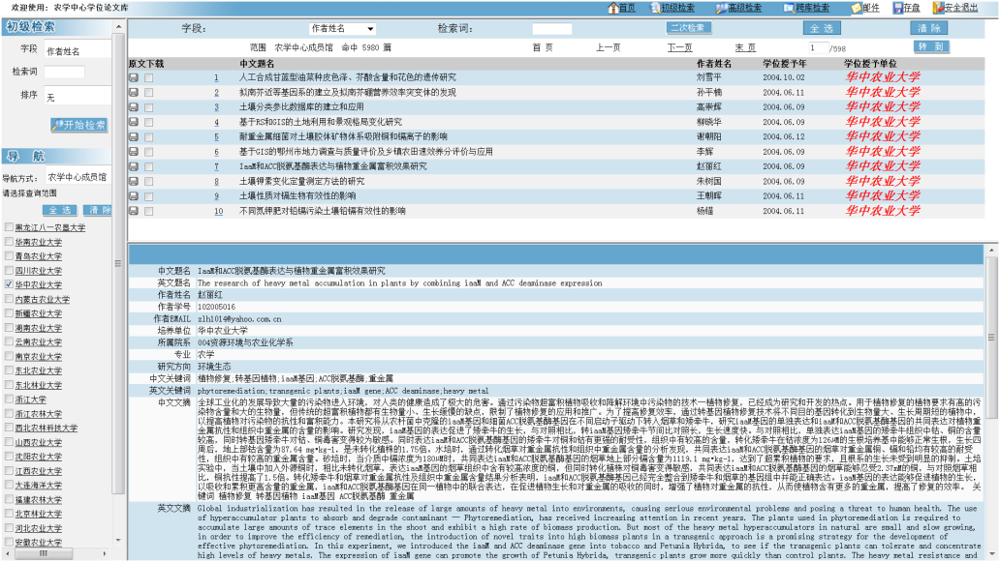 欢迎使用: 农学中心学位论文库
首页 初级检索 高级检索 跨库检索 邮件 存盘 安全退出
初级检索
字段 作者姓名
检索词
排序 无
开始检索
导 航
导航方式: 农学中心成员馆
请选择查询范围
全 选 清 除
黑龙江八一农垦大学
华南农业大学
青岛农业大学
四川农业大学
华中农业大学
内蒙古农业大学
新疆农业大学
湖南农业大学
云南农业大学
南京农业大学
东北农业大学
东北林业大学
浙江大学
浙江农林大学
西北农林科技大学
山西农业大学
沈阳农业大学
江西农业大学
大连海洋大学
福建农林大学
北京林业大学
河北农业大学
安徽农业大学
字段: 作者姓名 检索词: 二次检索 全 选 清 除
范围 农学中心成员馆 命中 5980 篇 首 页 上一页 下一页 末 页 1 /598 转 到
原文下载 中文题名 作者姓名 学位授予年 学位授予单位
1 人工合成甘蓝型油菜种皮色泽、芥酸含量和花色的遗传研究 刘雪平 2004.10.02 华中农业大学
2 拟南芥近等基因系的建立及拟南芥硼营养效率突变体的发现 孙平楠 2004.06.11 华中农业大学
3 土壤分类参比数据库的建立和应用 高崇辉 2004.06.09 华中农业大学
4 基于RS和GIS的土地利用和景观格局变化研究 柳晓华 2004.06.09 华中农业大学
5 耐重金属细菌对土壤胶体矿物体系吸附铜和镉离子的影响 谢朝阳 2004.06.12 华中农业大学
6 基于GIS的鄂州市地力调查与质量评价及乡镇农田速效养分评价与应用 李辉 2004.06.09 华中农业大学
7 IaaM和ACC脱氨基酶表达与植物重金属富积效果研究 赵丽红 2004.06.09 华中农业大学
8 土壤钾素变化定量测定方法的研究 朱树国 2004.06.09 华中农业大学
9 土壤性质对镉生物有效性的影响 王朝晖 2004.06.11 华中农业大学
10 不同氮钾肥对铅镉污染土壤铅镉有效性的影响 杨锚 2004.06.11 华中农业大学
中文题名 IaaM和ACC脱氨基酶表达与植物重金属富积效果研究
英文题名 The research of heavy metal accumulation in plants by combining iaaM and ACC deaminase expression
作者姓名 赵丽红
作者学号 102005016
作者EMAIL zlh1014@yahoo.com.cn
培养单位 华中农业大学
所属院系 004资源环境与农业化学系
专业 农学
研究方向 环境生态
中文关键词 植物修复;转基因植物;iaaM基因;ACC脱氨基酶;重金属
英文关键词 phytoremediation;transgenic plants;iaaM gene;ACC deaminase;heavy metal
中文文摘 全球工业化的发展导致大量的污染物进入环境，对人类的健康造成了极大的危害。通过污染物超富积植物吸收和降解环境中污染物的技术一植物修复，已经成为研究和开发的热点。用于植物修复的植物要求有高的污
染物含量和大的生物量，但传统的超富积植物都有生物量小、生长缓慢的缺点，限制了植物修复的应用和推广。为了提高修复效率，通过转基因植物修复技术将不同目的基因转化到生物量大、生长周期短的植物中，
英文文摘 Global industrialization has resulted in the release of large amounts of heavy metal into environments, causing serious environmental problems and posing a threat to human health. The use
of hyperaccumulator plants to absorb and degrade contaminant — Phytoremediation, has received increasing attention in recent years. The plants used in phytoremediation is required to
accumulate large amounts of trace elements in the shoot and exhibit a high rate of biomass production. But most of the heavy metal hyperaccumulators in natural are small and slow growing,
in order to improve the efficiency of remediation, the introduction of novel traits into high biomass plants in a transgenic approach is a promising strategy for the development of
effective phytoremediation. In this experiment, we introduced the iaaM and ACC deaminase gene into tobacco and Petunia Hybrida, to see if the transgenic plants can tolerate and concentrate
high levels of heavy metals. The expression of iaaM gene can promote the growth of Petunia Hybrida, transgenic plants grow more quickly than control plants. The heavy metal resistance and